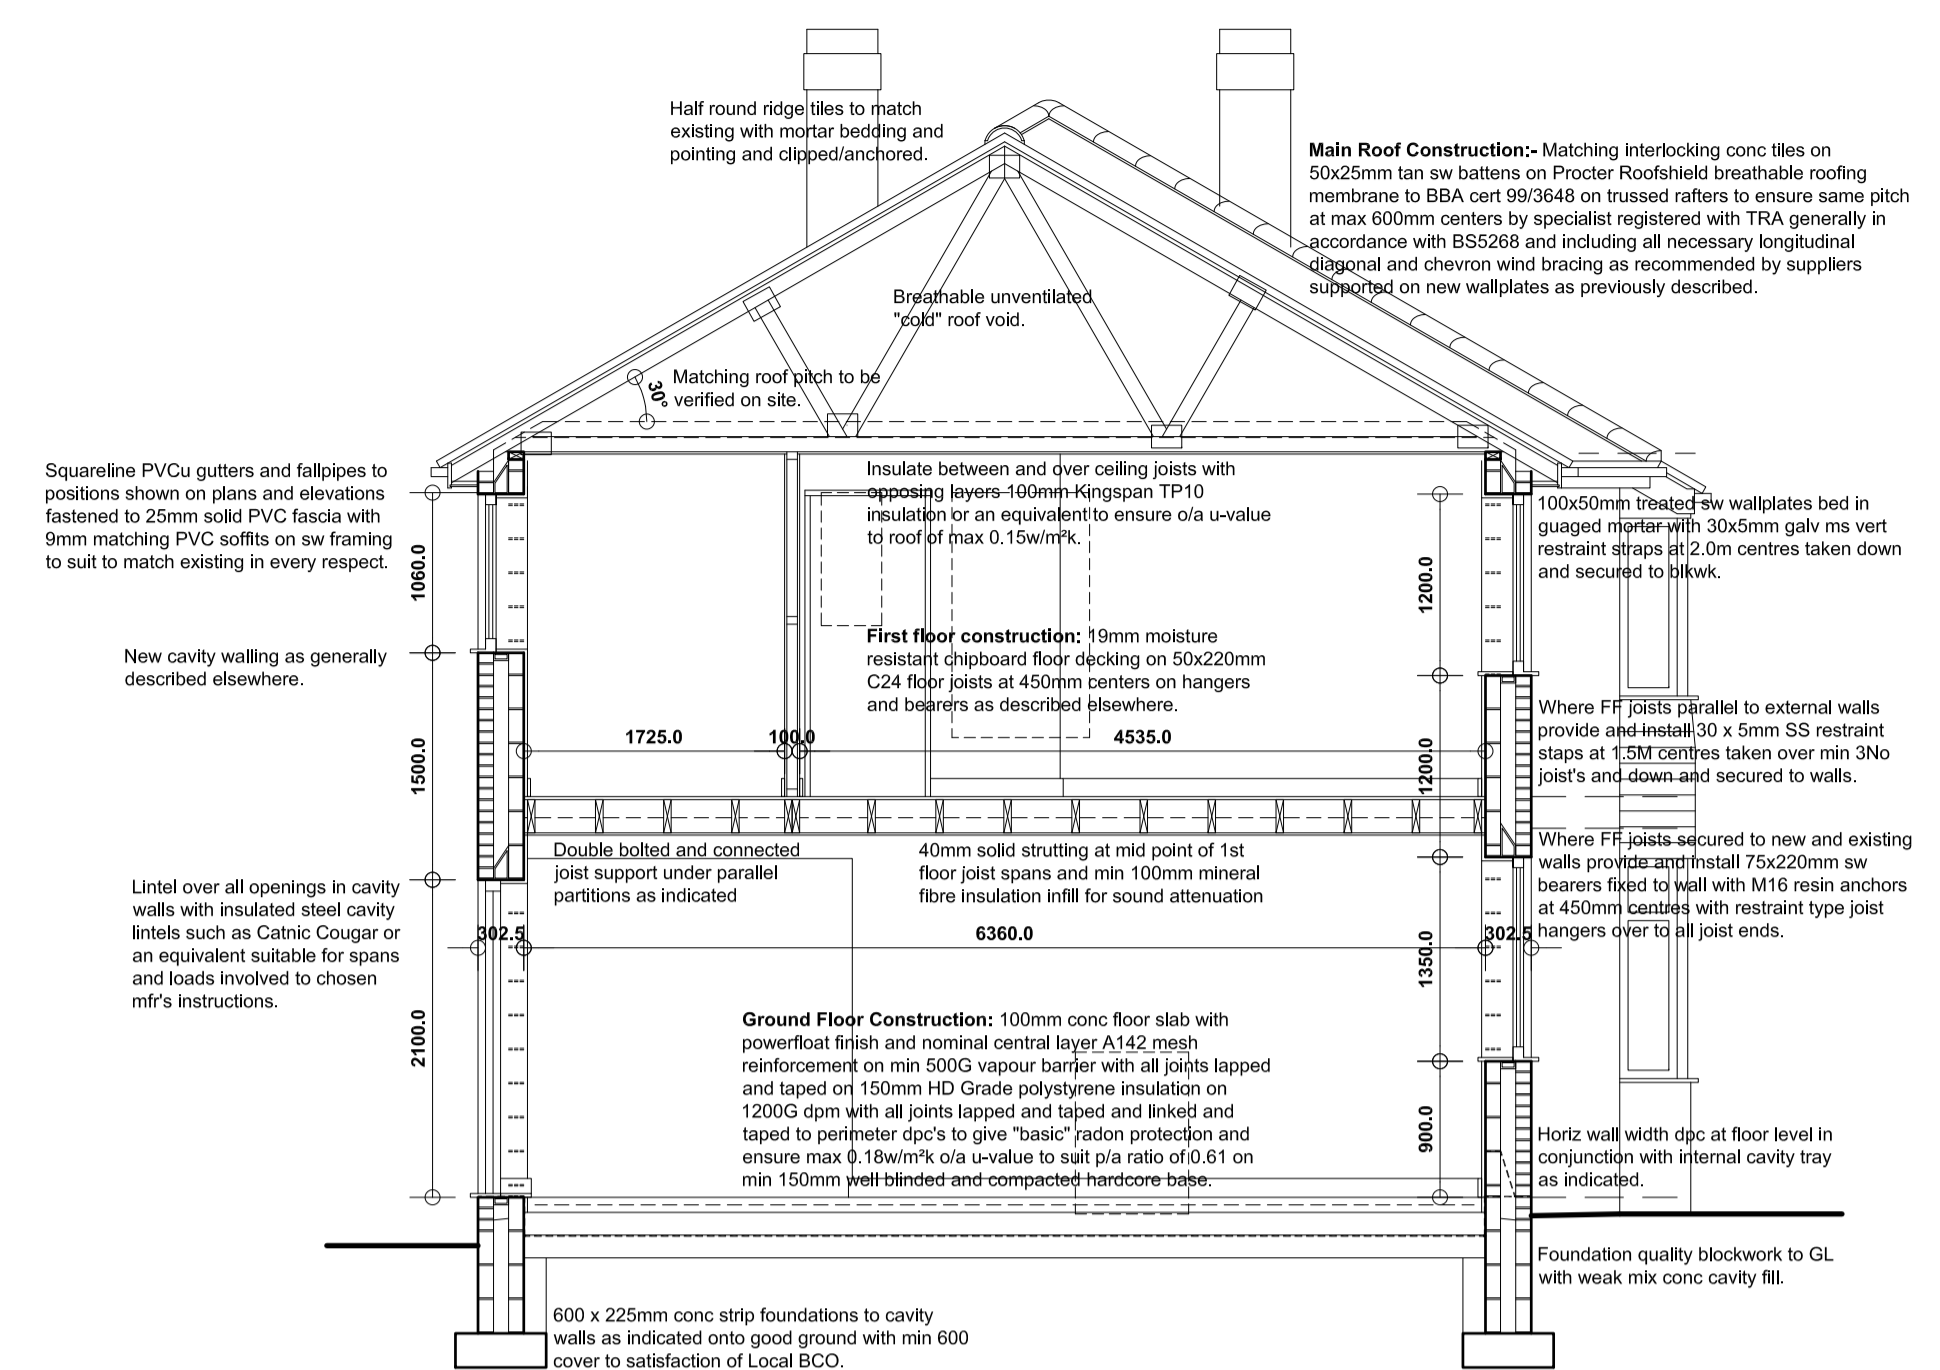 Half round ridge tiles to match
existing with mortar bedding and
pointing and clipped/anchored.
Main Roof Construction:- Matching interlocking conc tiles on
50x25mm tan sw battens on Procter Roofshield breathable roofing
membrane to BBA cert 99/3648 on trussed rafters to ensure same pitch
at max 600mm centers by specialist registered with TRA generally in
accordance with BS5268 and including all necessary longitudinal
diagonal and chevron wind bracing as recommended by suppliers
supported on new wallplates as previously described.
Breathable unventilated
"cold" roof void.
30°
Matching roof pitch to be
verified on site.
Squareline PVCu gutters and fallpipes to
positions shown on plans and elevations
fastened to 25mm solid PVC fascia with
9mm matching PVC soffits on sw framing
to suit to match existing in every respect.
1060.0
Insulate between and over ceiling joists with
opposing layers 100mm Kingspan TP10
insulation or an equivalent to ensure o/a u-value
to roof of max 0.15w/m²k.
1200.0
100x50mm treated sw wallplates bed in
guaged mortar with 30x5mm galv ms vert
restraint straps at 2.0m centres taken down
and secured to blkwk.
New cavity walling as generally
described elsewhere.
First floor construction: 19mm moisture
resistant chipboard floor decking on 50x220mm
C24 floor joists at 450mm centers on hangers
and bearers as described elsewhere.
1500.0
1725.0
100.0
4535.0
1200.0
Where FF joists parallel to external walls
provide and install 30 x 5mm SS restraint
staps at 1.5M centres taken over min 3No
joist's and down and secured to walls.
Lintel over all openings in cavity
walls with insulated steel cavity
lintels such as Catnic Cougar or
an equivalent suitable for spans
and loads involved to chosen
mfr's instructions.
Double bolted and connected
joist support under parallel
partitions as indicated
40mm solid strutting at mid point of 1st
floor joist spans and min 100mm mineral
fibre insulation infill for sound attenuation
Where FF joists secured to new and existing
walls provide and install 75x220mm sw
bearers fixed to wall with M16 resin anchors
at 450mm centres with restraint type joist
hangers over to all joist ends.
302.5
6360.0
302.5
1350.0
2100.0
Ground Floor Construction: 100mm conc floor slab with
powerfloat finish and nominal central layer A142 mesh
reinforcement on min 500G vapour barrier with all joints lapped
and taped on 150mm HD Grade polystyrene insulation on
1200G dpm with all joints lapped and taped and linked and
taped to perimeter dpc's to give "basic" radon protection and
ensure max 0.18w/m²k o/a u-value to suit p/a ratio of 0.61 on
min 150mm well blinded and compacted hardcore base.
900.0
Horiz wall width dpc at floor level in
conjunction with internal cavity tray
as indicated.
Foundation quality blockwork to GL
with weak mix conc cavity fill.
600 x 225mm conc strip foundations to cavity
walls as indicated onto good ground with min 600
cover to satisfaction of Local BCO.